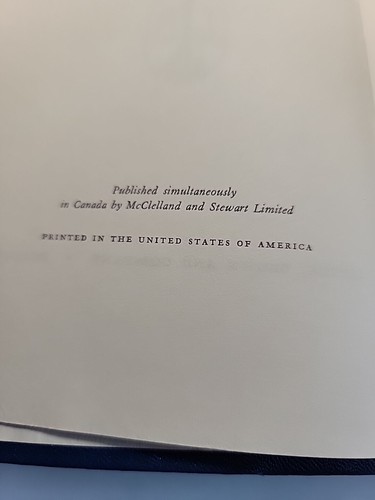 Published simultaneously
in Canada by McClelland and Stewart Limited
PRINTED IN THE UNITED STATES OF AMERICA